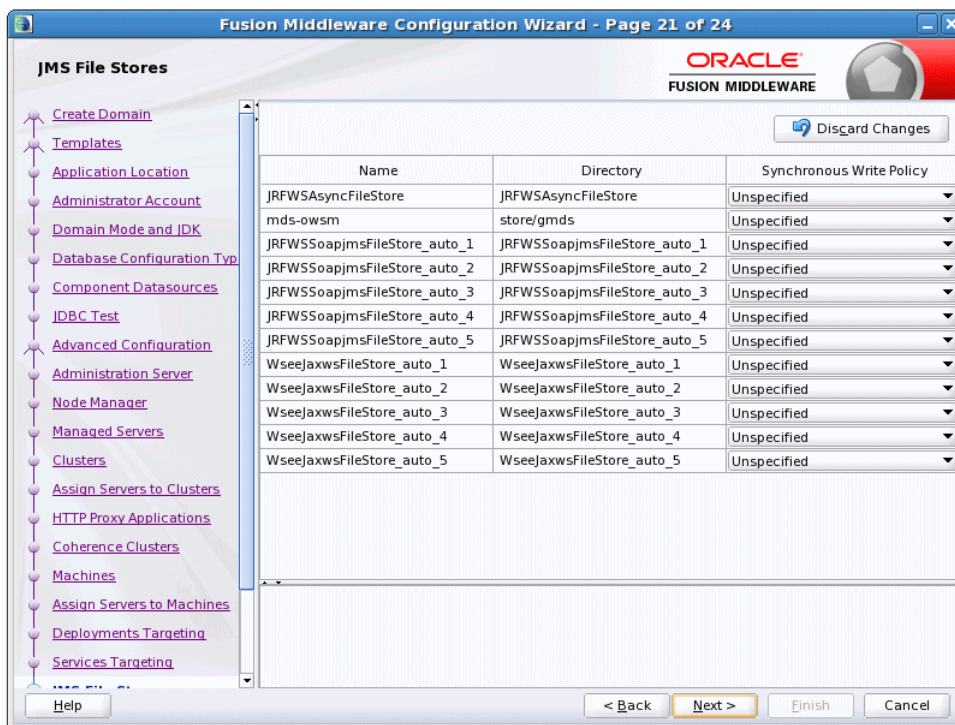 Fusion Middleware Configuration Wizard - Page 21 of 24
JMS File Stores
ORACLE
FUSION MIDDLEWARE
Create Domain
Templates
Application Location
Administrator Account
Domain Mode and JDK
Database Configuration Typ
Component Datasources
JDBC Test
Advanced Configuration
Administration Server
Node Manager
Managed Servers
Clusters
Assign Servers to Clusters
HTTP Proxy Applications
Coherence Clusters
Machines
Assign Servers to Machines
Deployments Targeting
Services Targeting
JMS File Sto
Discard Changes
Name Directory Synchronous Write Policy
JRFWSAsyncFileStore JRFWSAsyncFileStore Unspecified
mds-owsm store/gmds Unspecified
JRFWSSoapjmsFileStore_auto_1 JRFWSSoapjmsFileStore_auto_1 Unspecified
JRFWSSoapjmsFileStore_auto_2 JRFWSSoapjmsFileStore_auto_2 Unspecified
JRFWSSoapjmsFileStore_auto_3 JRFWSSoapjmsFileStore_auto_3 Unspecified
JRFWSSoapjmsFileStore_auto_4 JRFWSSoapjmsFileStore_auto_4 Unspecified
JRFWSSoapjmsFileStore_auto_5 JRFWSSoapjmsFileStore_auto_5 Unspecified
WseeJaxwsFileStore_auto_1 WseeJaxwsFileStore_auto_1 Unspecified
WseeJaxwsFileStore_auto_2 WseeJaxwsFileStore_auto_2 Unspecified
WseeJaxwsFileStore_auto_3 WseeJaxwsFileStore_auto_3 Unspecified
WseeJaxwsFileStore_auto_4 WseeJaxwsFileStore_auto_4 Unspecified
WseeJaxwsFileStore_auto_5 WseeJaxwsFileStore_auto_5 Unspecified
Help < Back Next > Finish Cancel